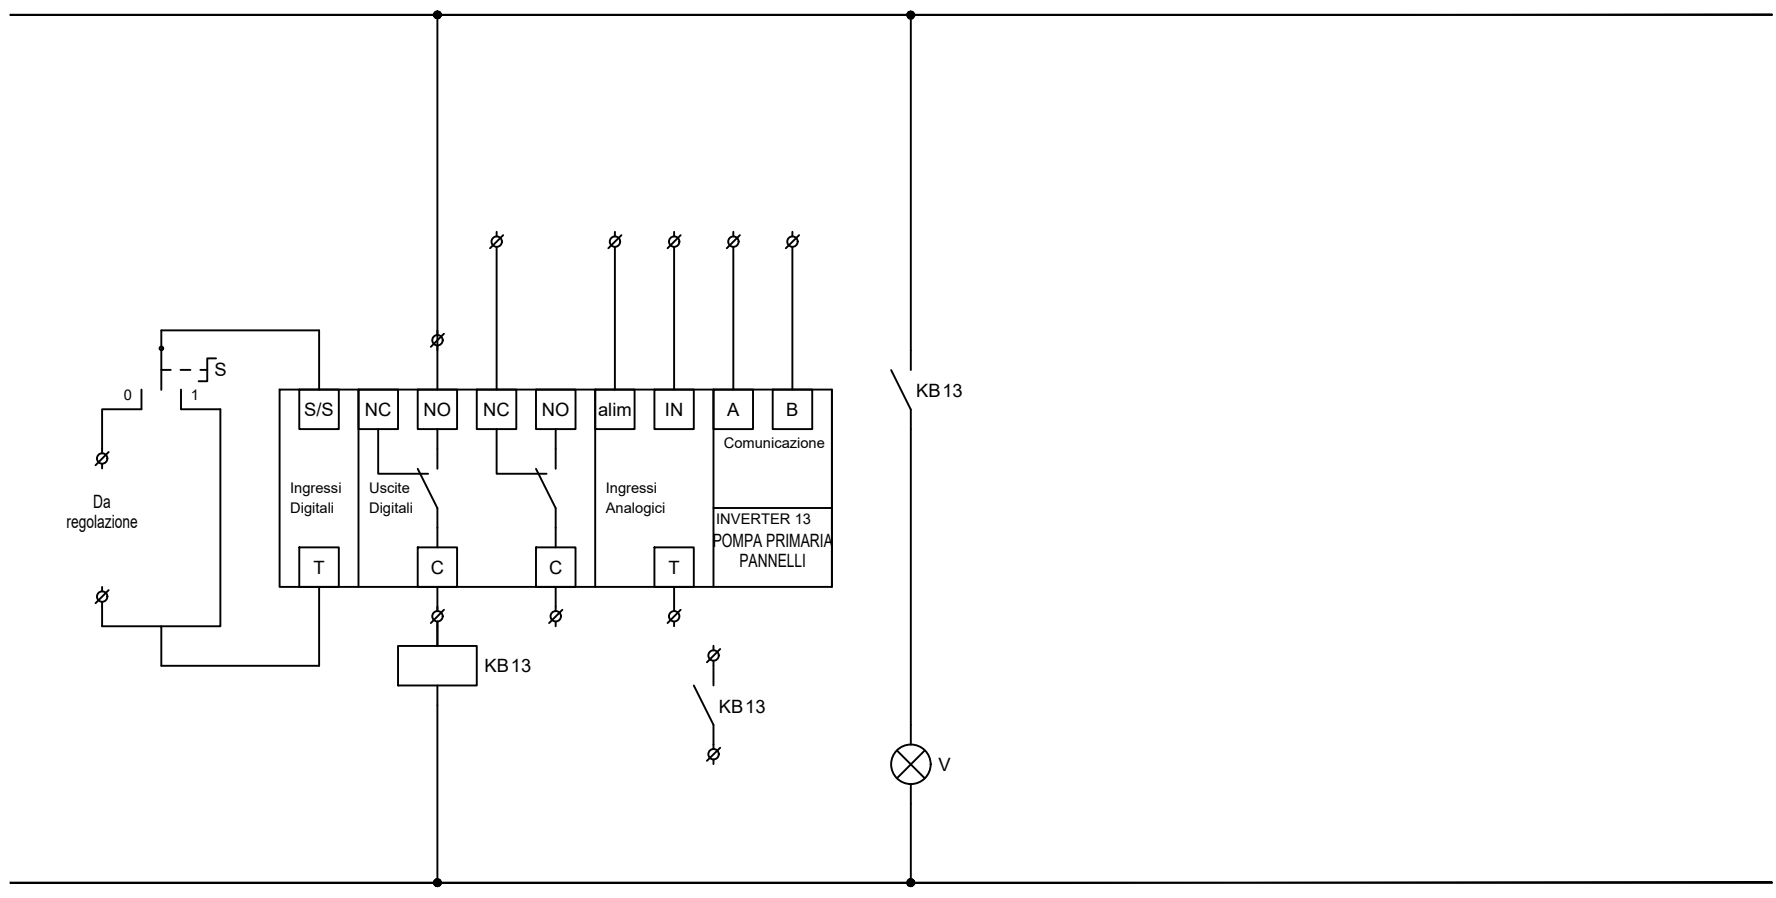 S
0
1
KB13
S/S
NC
NO
NC
NO
alim
IN
A
B
Comunicazione
Ingressi
Digitali
Uscite
Digitali
Ingressi
Analogici
Da
regolazione
INVERTER 13
POMPA PRIMARIA
PANNELLI
T
C
C
T
KB13
KB13
V